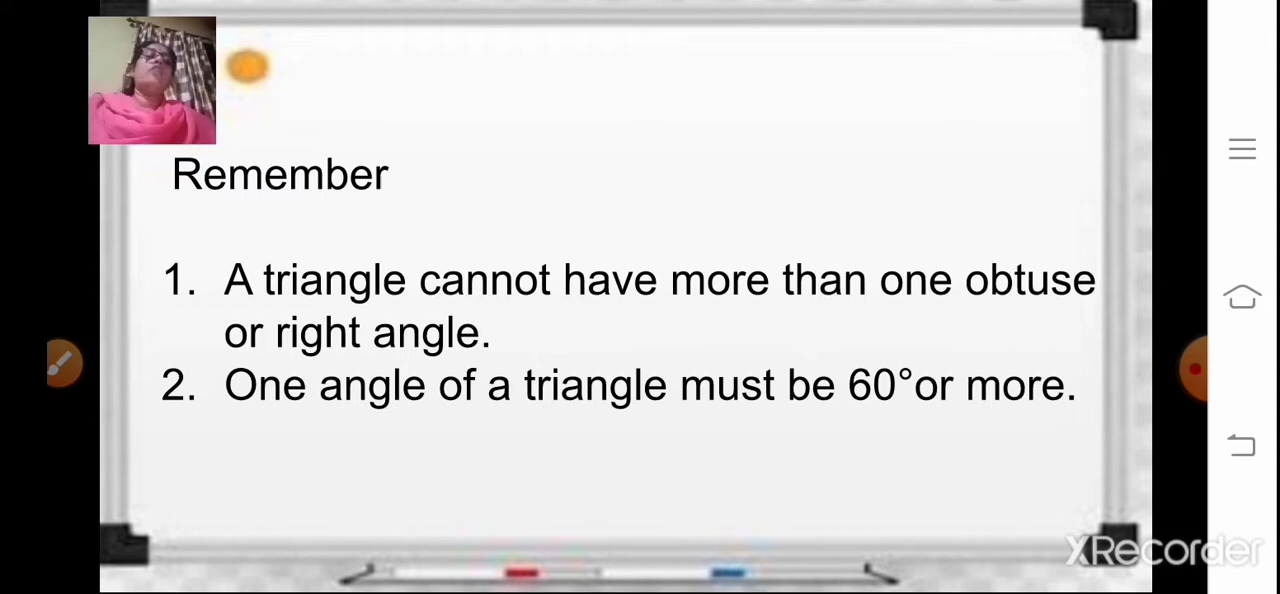 Remember
1. A triangle cannot have more than one obtuse
or right angle.
2. One angle of a triangle must be 60°or more.
XRecorder